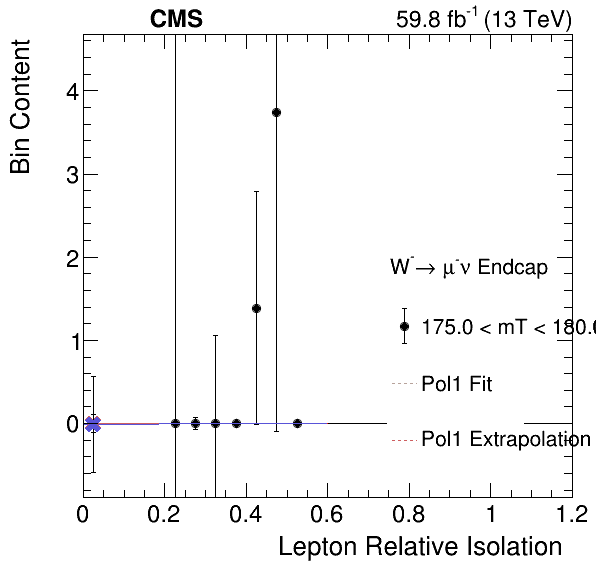 CMS
59.8 fb⁻¹ (13 TeV)
Bin Content
4
3
2
1
0
W⁻→ μ⁻ν Endcap
175.0 < mT < 180.0
Pol1 Fit
Pol1 Extrapolation
0 0.2 0.4 0.6 0.8 1 1.2
Lepton Relative Isolation